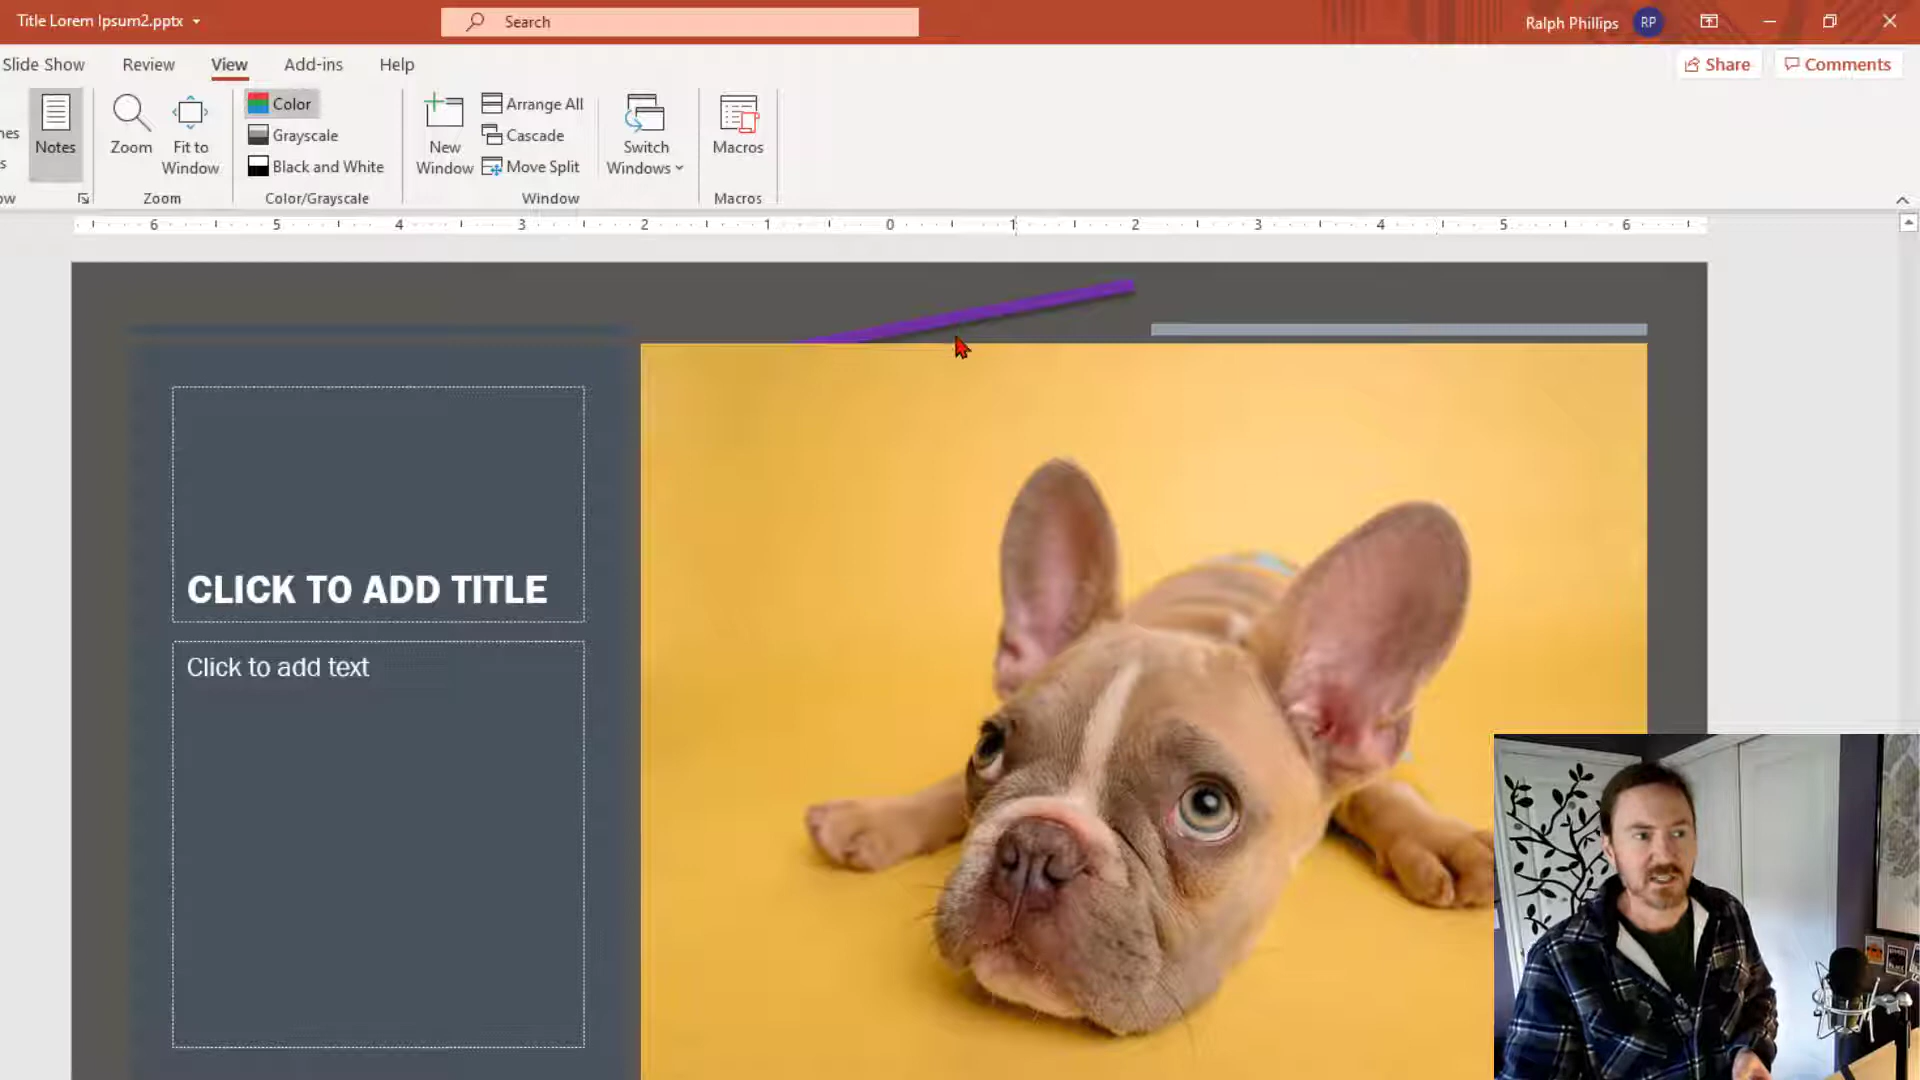 Title Lorem Ipsum2.pptx
Search
Ralph Phillips
RP
Slide Show
Review
View
Add-ins
Help
Share
Comments
Notes
Zoom
Fit to
Window
Color
Grayscale
Black and White
New
Window
Arrange All
Cascade
Move Split
Switch
Windows
Macros
Zoom
Color/Grayscale
Window
Macros
6 5 4 3 2 1 0 1 2 3 4 5 6
CLICK TO ADD TITLE
Click to add text